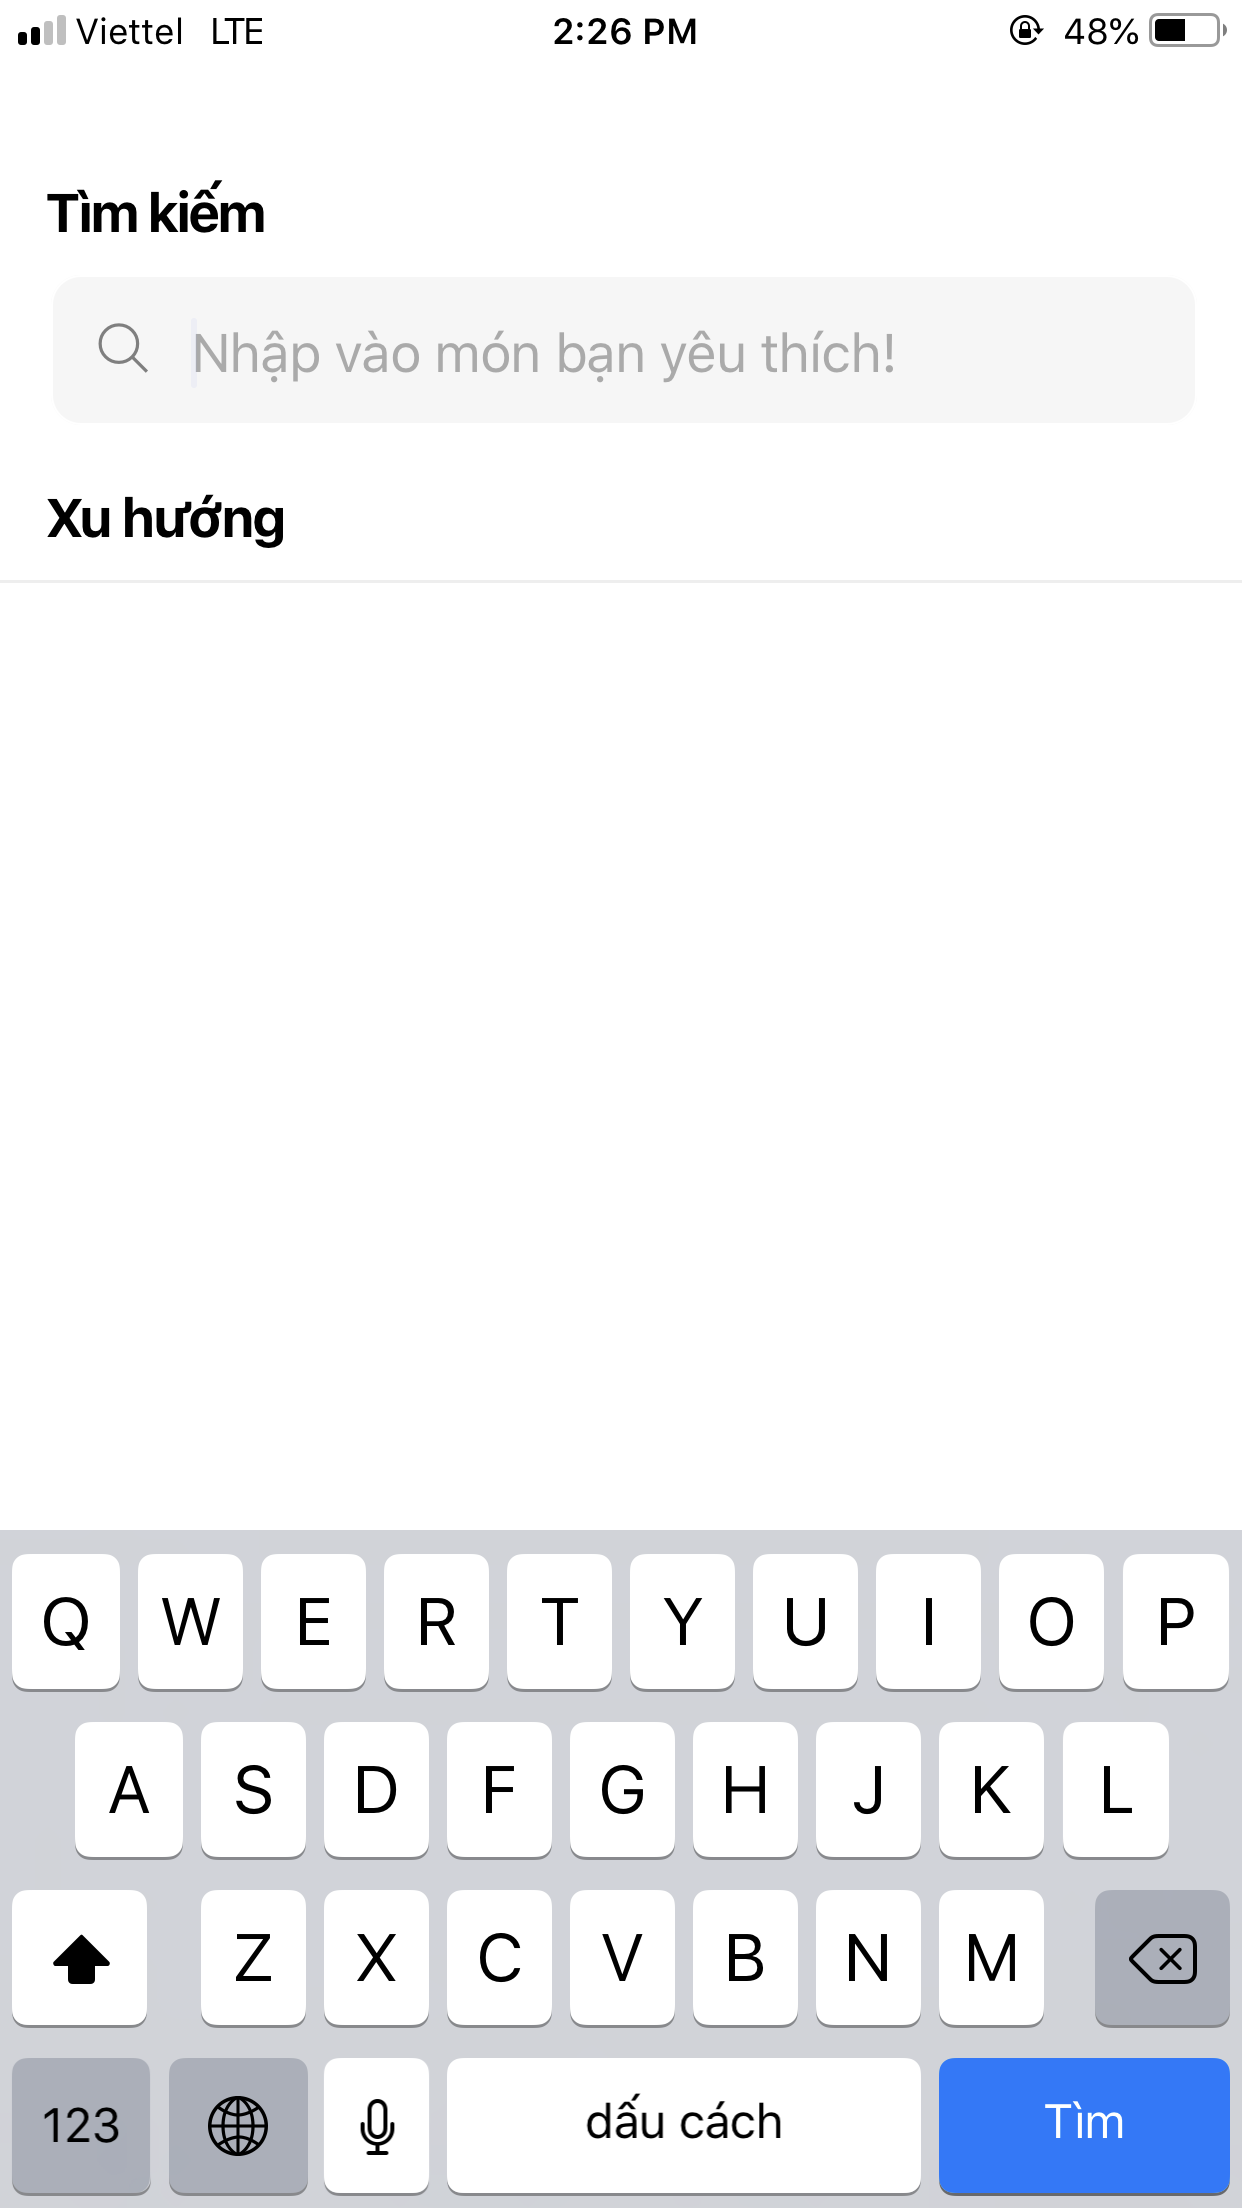 Viettel LTE 2:26 PM 48%
Tìm kiếm
Nhập vào món bạn yêu thích!
Xu hướng
Q W E R T Y U I O P
A S D F G H J K L
Z X C V B N M
123 dấu cách Tìm